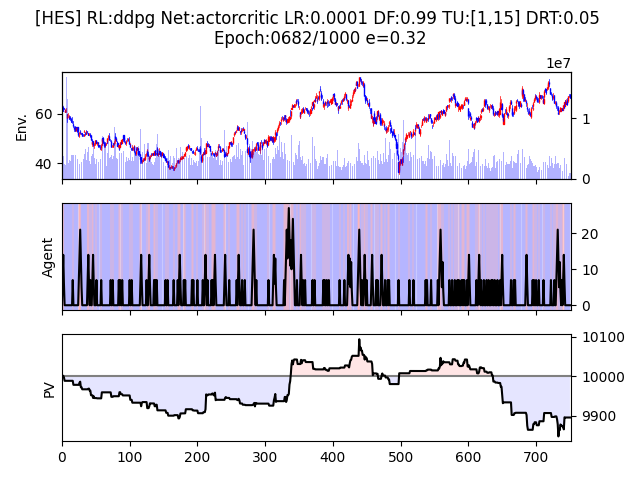 [HES] RL:ddpg Net:actorcritic LR:0.0001 DF:0.99 TU:[1,15] DRT:0.05
Epoch:0682/1000 e=0.32
1e7
Env.
60
40
1
0
Agent
20
10
0
PV
10100
10000
9900
0 100 200 300 400 500 600 700